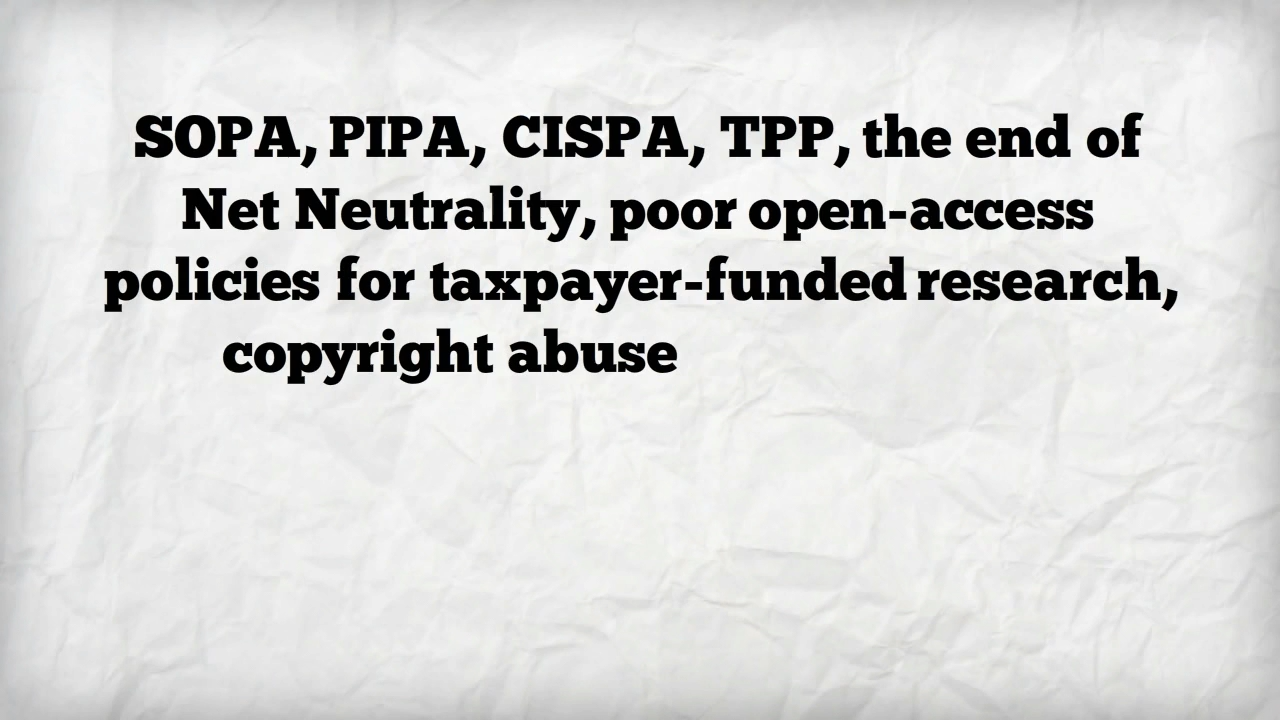 SOPA, PIPA, CISPA, TPP, the end of
Net Neutrality, poor open-access
policies for taxpayer-funded research,
copyright abuse